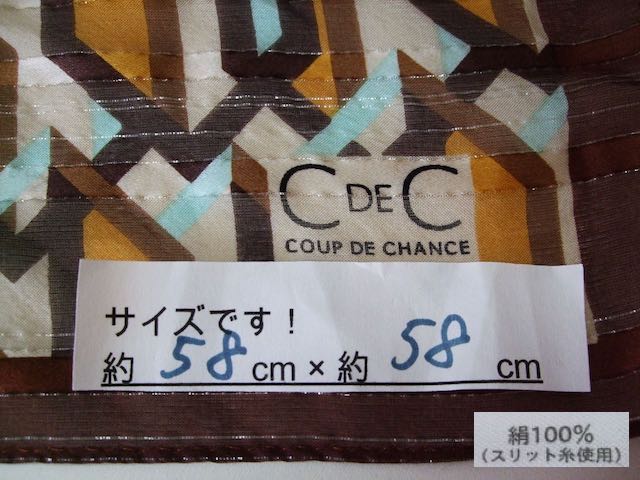 C DE C
COUP DE CHANCE
サイズです！
約 58 cm × 約 58 cm
絹100%
（スリット糸使用）